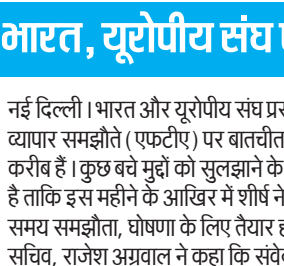 भारत, यूरोपीय संघ
नई दिल्ली । भारत और यूरोपीय संघ
व्यापार समझौते ( एफटीए ) पर बातचीत
करीब हैं । कुछ बचे मुद्दों को सुलझाने के
है ताकि इस महीने के आखिर में शीर्ष
समय समझौता, घोषणा के लिए तैयार
सचिव, राजेश अग्रवाल ने कहा कि